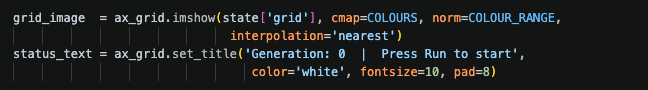 grid_image  = ax_grid.imshow(state['grid'], cmap=COLOURS, norm=COLOUR_RANGE,
                             interpolation='nearest')
status_text = ax_grid.set_title('Generation: 0  |  Press Run to start',
                                color='white', fontsize=10, pad=8)